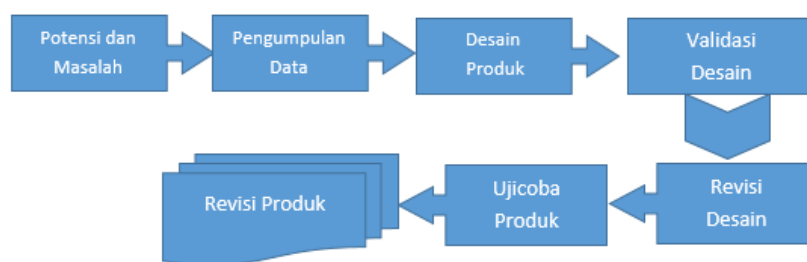 Potensi dan
Masalah
Pengumpulan
Data
Desain
Produk
Validasi
Desain
Revisi
Desain
Ujicoba
Produk
Revisi Produk